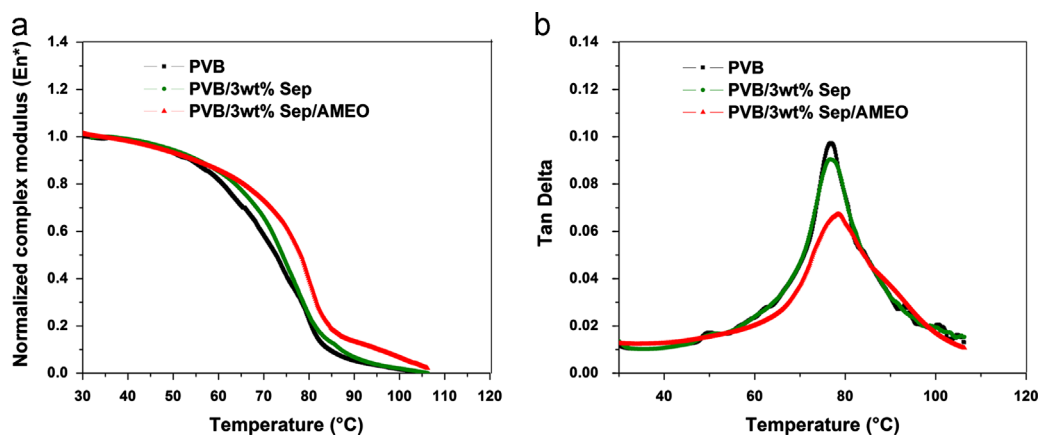 a
Normalized complex modulus (En*)
1.4
1.2
1.0
0.8
0.6
0.4
0.2
0.0
PVB
PVB/3wt% Sep
PVB/3wt% Sep/AMEO
30 40 50 60 70 80 90 100 110 120
Temperature (°C)
b
Tan Delta
0.14
0.12
0.10
0.08
0.06
0.04
0.02
0.00
PVB
PVB/3wt% Sep
PVB/3wt% Sep/AMEO
40 60 80 100 120
Temperature (°C)